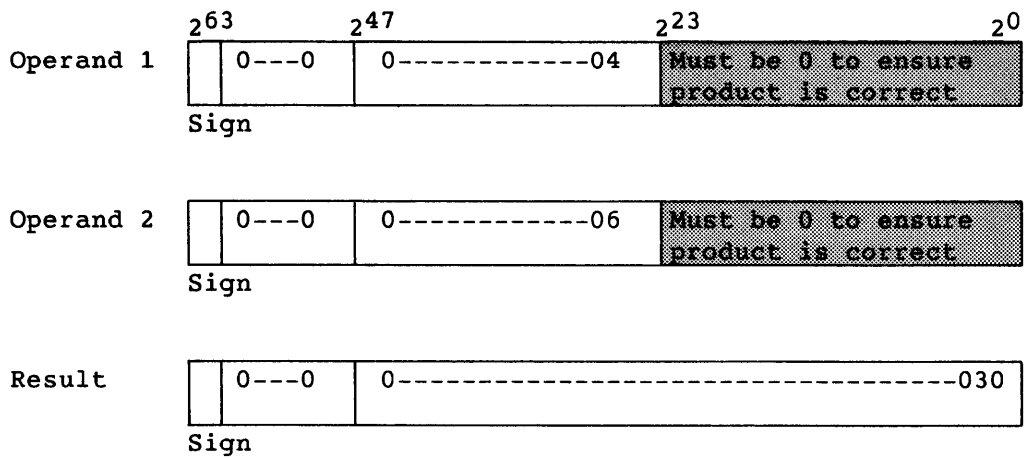 2^63 2^47 2^23 2^0
Operand 1 0---0 0------------04 Must be 0 to ensure
product is correct
Sign
Operand 2 0---0 0------------06 Must be 0 to ensure
product is correct
Sign
Result 0---0 0-----------------------------------030
Sign